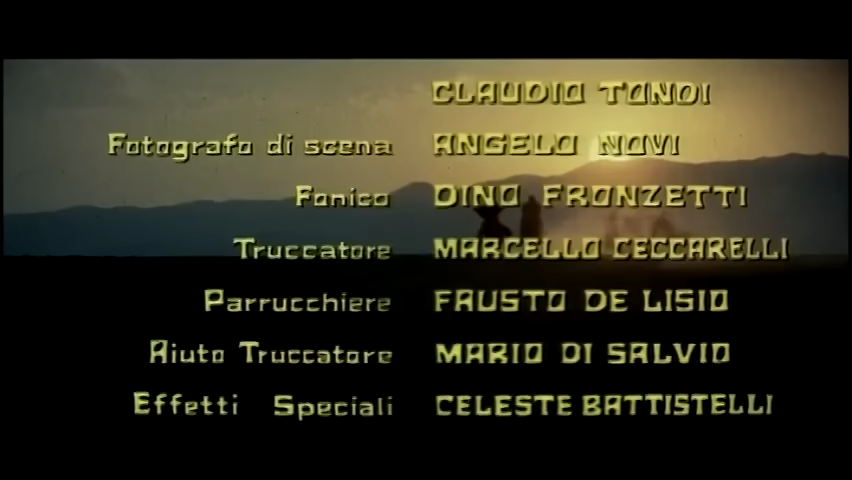 CLAUDIO TONDI
Fotografo di scena ANGELO NOVI
Fonico DINO FRONZETTI
Truccatore MARCELLO CECCARELLI
Parrucchiere FAUSTO DE LISIO
Aiuto Truccatore MARIO DI SALVIO
Effetti Speciali CELESTE BATTISTELLI